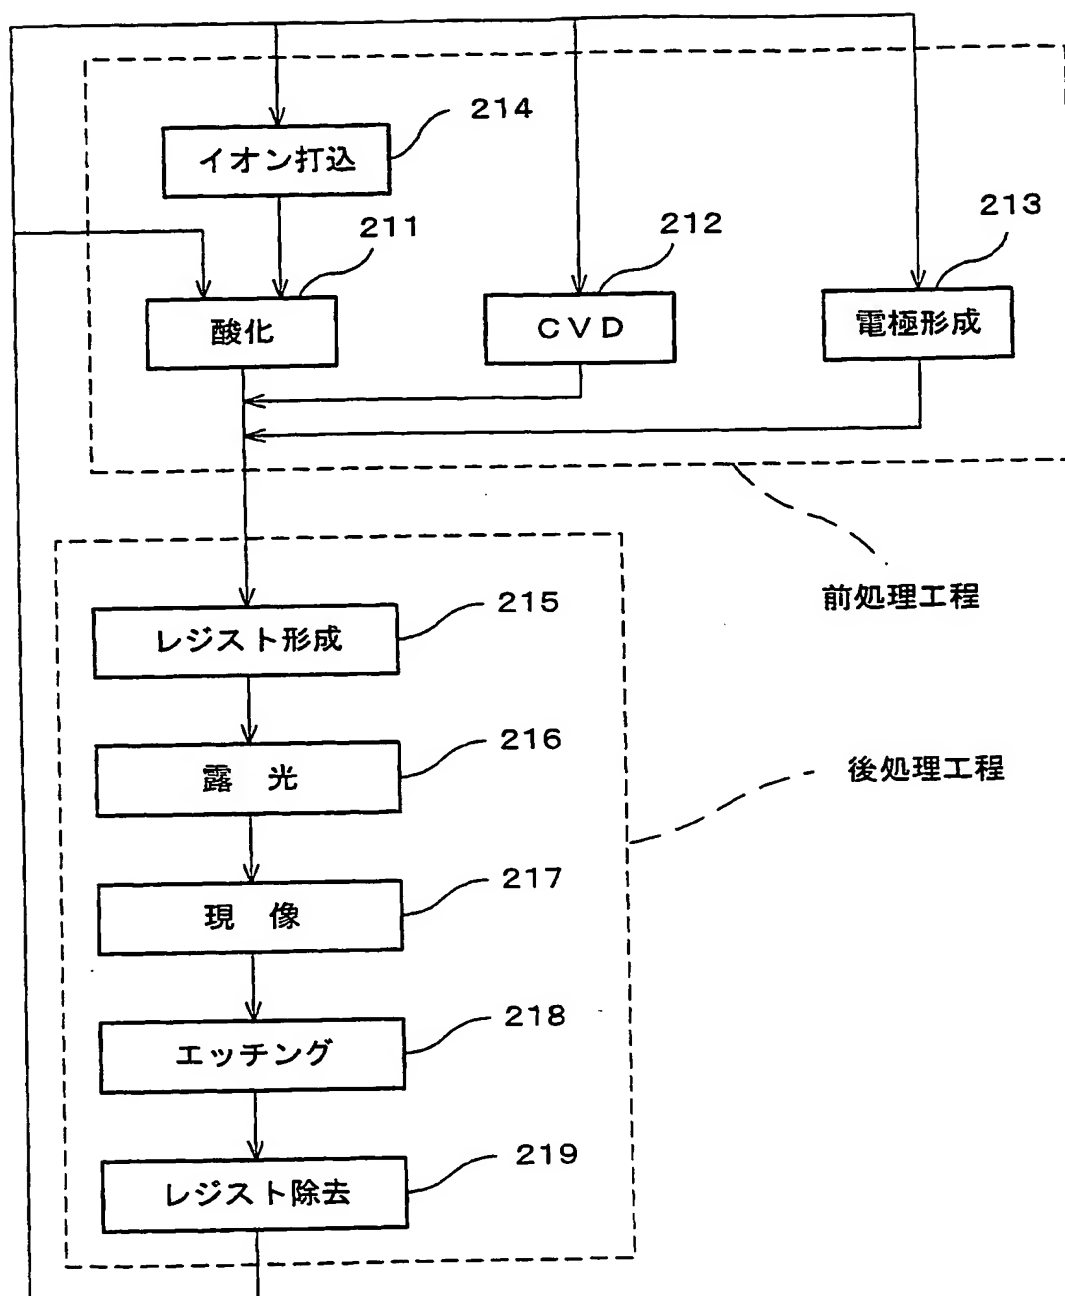 214
イオン打込
211
212
213
酸化
CVD
電極形成
前処理工程
215
レジスト形成
216
露 光
後処理工程
217
現 像
218
エッチング
219
レジスト除去